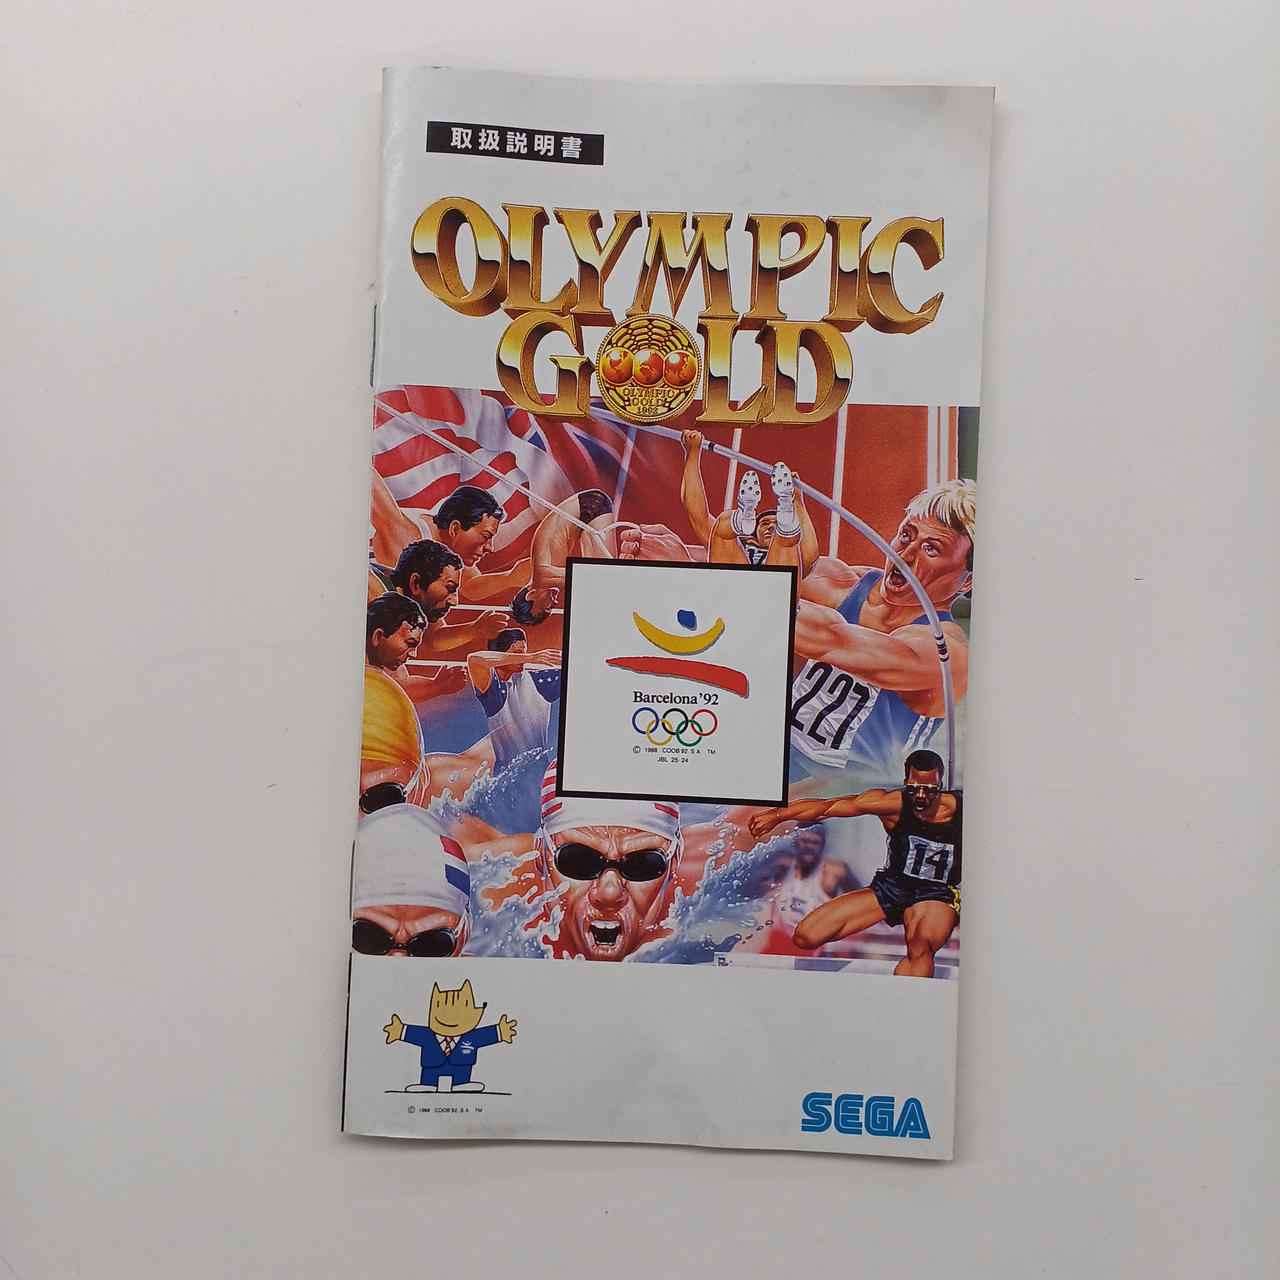 取扱説明書
OLYMPIC
GOLD
OLYMPIC
GOLD
1992
17
227
Barcelona '92
© 1988 COOB'92, S.A. TM
JBL 25-24
14
© 1988 COOB'92, S.A. TM
SEGA